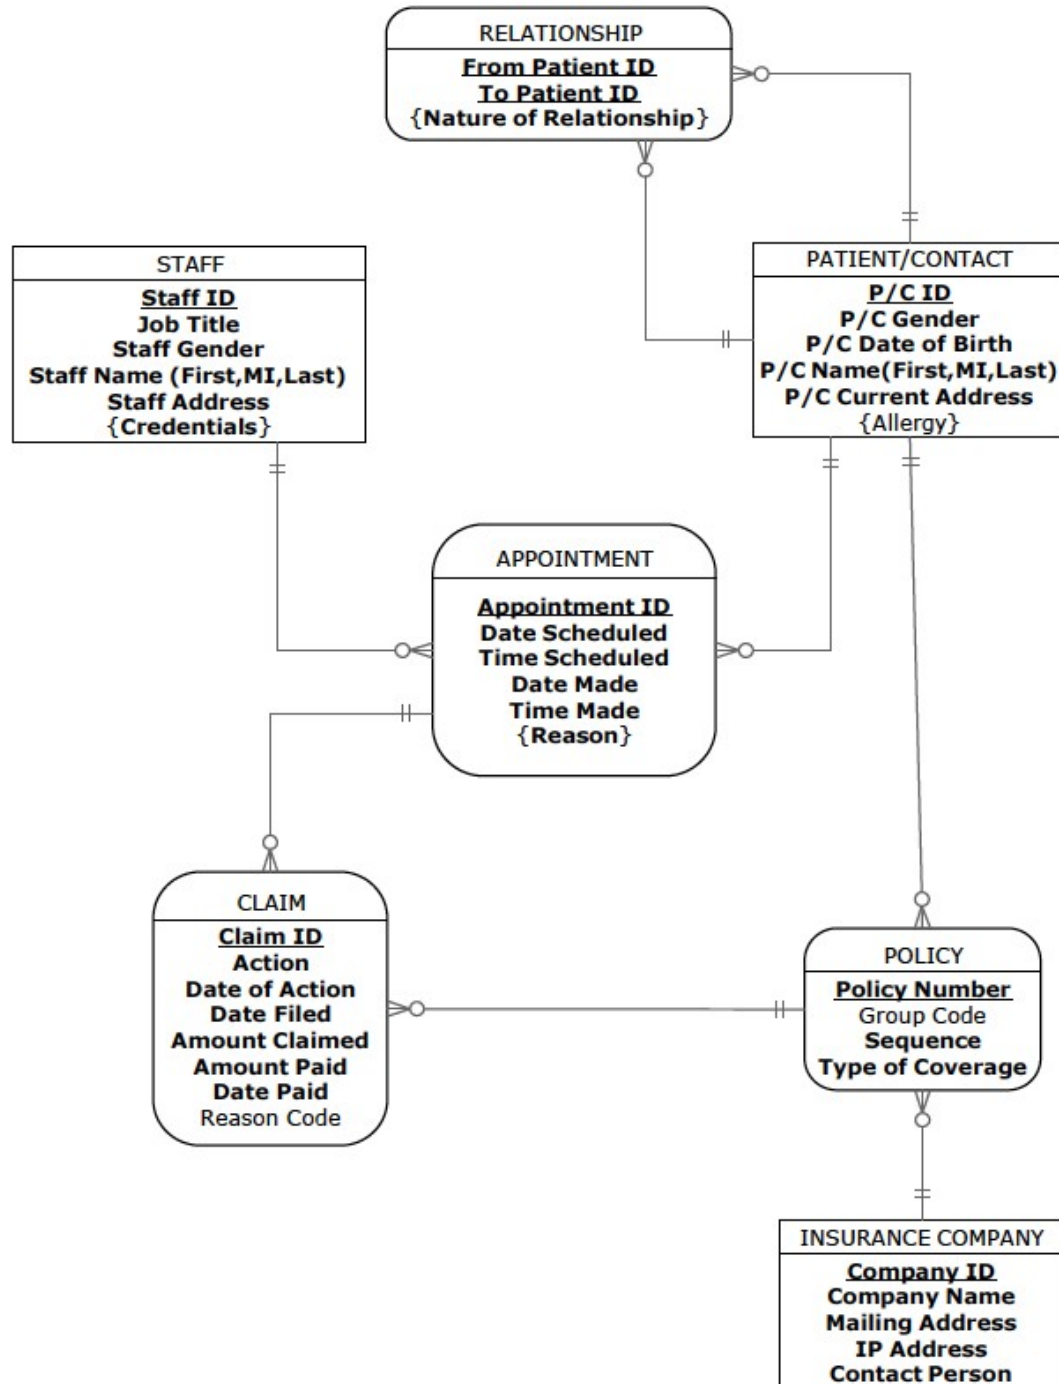 RELATIONSHIP
From Patient ID
To Patient ID
{Nature of Relationship}
STAFF
Staff ID
Job Title
Staff Gender
Staff Name (First,MI,Last)
Staff Address
{Credentials}
PATIENT/CONTACT
P/C ID
P/C Gender
P/C Date of Birth
P/C Name(First,MI,Last)
P/C Current Address
{Allergy}
APPOINTMENT
Appointment ID
Date Scheduled
Time Scheduled
Date Made
Time Made
{Reason}
CLAIM
Claim ID
Action
Date of Action
Date Filed
Amount Claimed
Amount Paid
Date Paid
Reason Code
POLICY
Policy Number
Group Code
Sequence
Type of Coverage
INSURANCE COMPANY
Company ID
Company Name
Mailing Address
IP Address
Contact Person